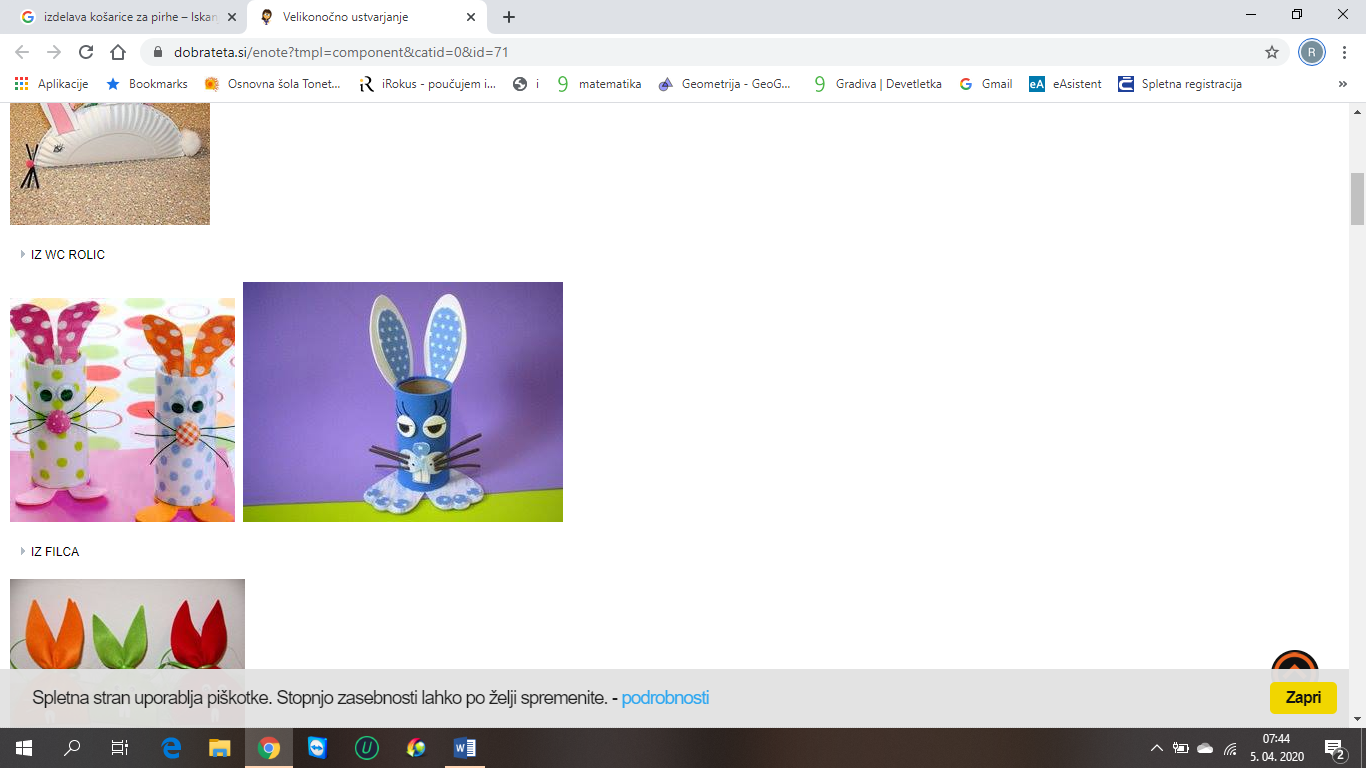 izdelava košarice za pirhe – Iskan
Velikonočno ustvarjanje
dobrateta.si/enote?tmpl=component&catid=0&id=71
R
Aplikacije
Bookmarks
Osnovna šola Tonet...
iRokus - poučujem i...
i
matematika
Geometrija - GeoG...
Gradiva | Devetletka
Gmail
eA
eAsistent
Spletna registracija
»
IZ WC ROLIC
IZ FILCA
Spletna stran uporablja piškotke. Stopnjo zasebnosti lahko po želji spremenite. - podrobnosti
Zapri
07:44
5. 04. 2020
2